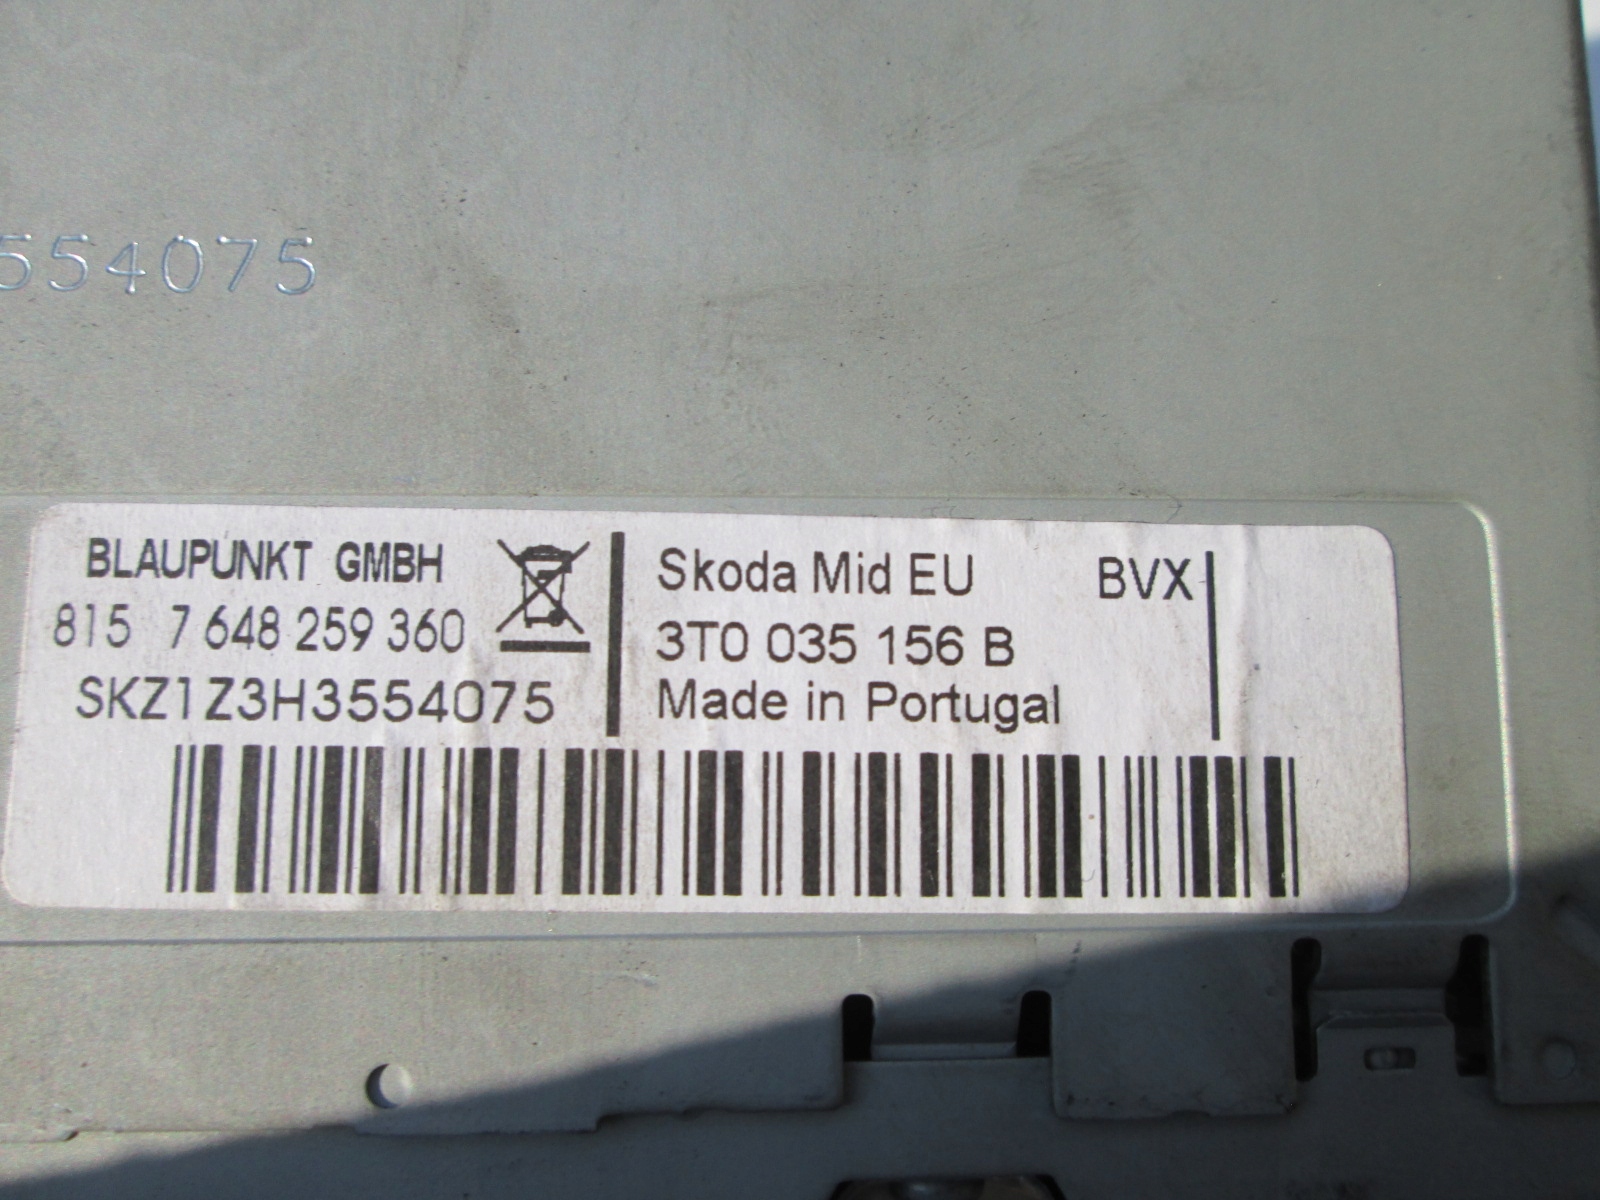 554075
BLAUPUNKT GMBH
815 7 648 259 360
SKZ1Z3H3554075
Skoda Mid EU BVX
3T0 035 156 B
Made in Portugal